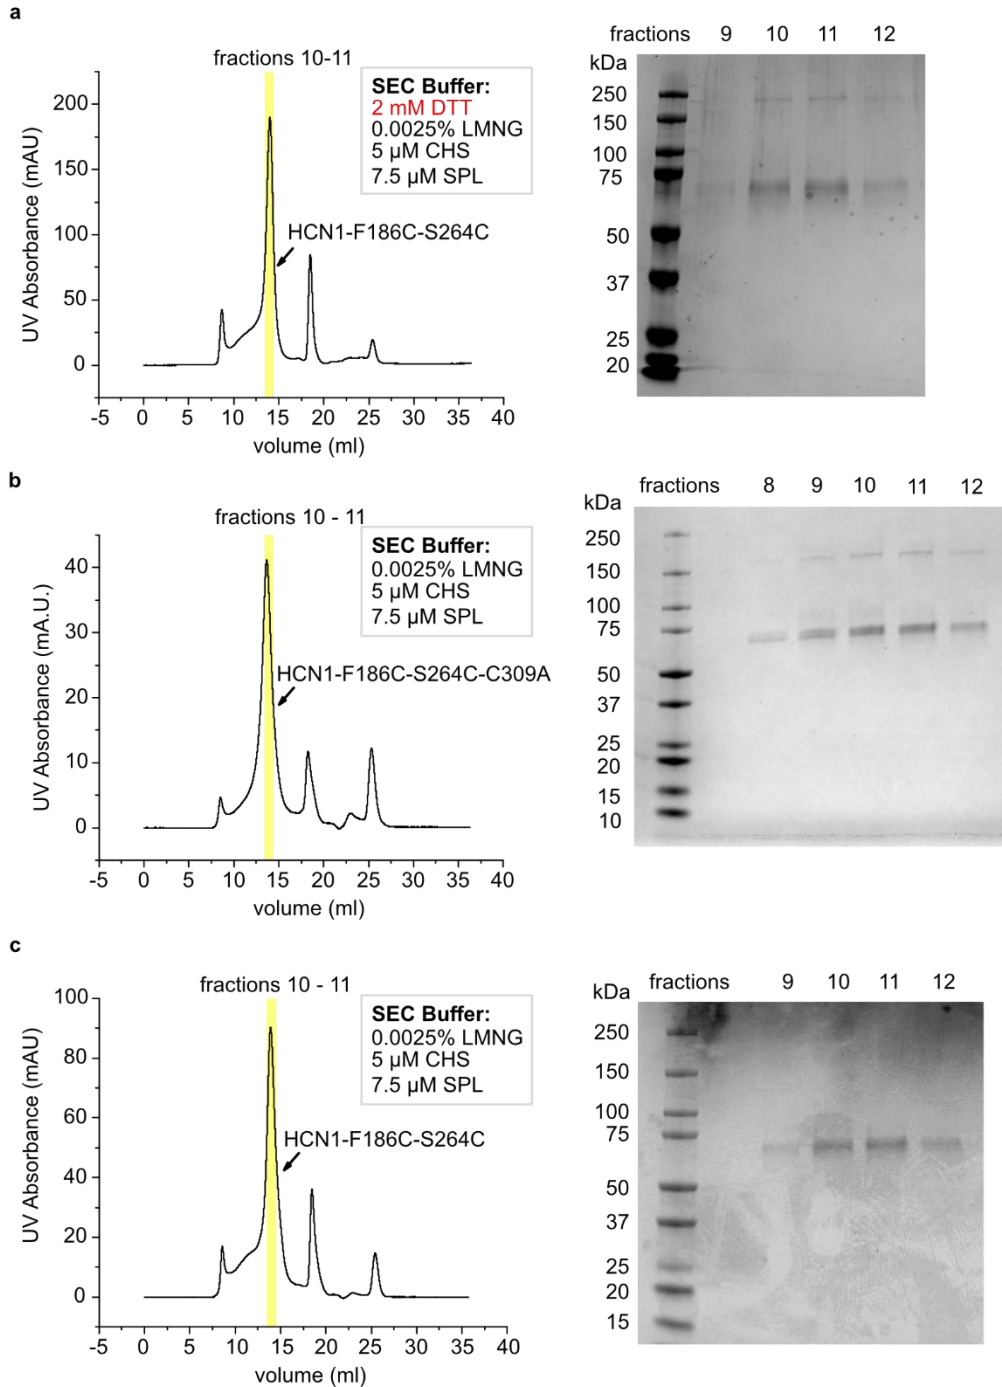 a
fractions 10-11
SEC Buffer:
2 mM DTT
0.0025% LMNG
5 µM CHS
7.5 µM SPL
HCN1-F186C-S264C
UV Absorbance (mAU)
200
150
100
50
0
-5 0 5 10 15 20 25 30 35 40
volume (ml)
fractions 9 10 11 12
kDa
250
150
100
75
50
37
25
20
b
fractions 10 - 11
SEC Buffer:
0.0025% LMNG
5 µM CHS
7.5 µM SPL
HCN1-F186C-S264C-C309A
UV Absorbance (m.A.U.)
40
30
20
10
0
-5 0 5 10 15 20 25 30 35 40
volume (ml)
fractions 8 9 10 11 12
kDa
250
150
100
75
50
37
25
20
15
10
c
fractions 10 - 11
SEC Buffer:
0.0025% LMNG
5 µM CHS
7.5 µM SPL
HCN1-F186C-S264C
UV Absorbance (mAU)
100
80
60
40
20
0
-5 0 5 10 15 20 25 30 35 40
volume (ml)
fractions 9 10 11 12
kDa
250
150
100
75
50
37
25
20
15